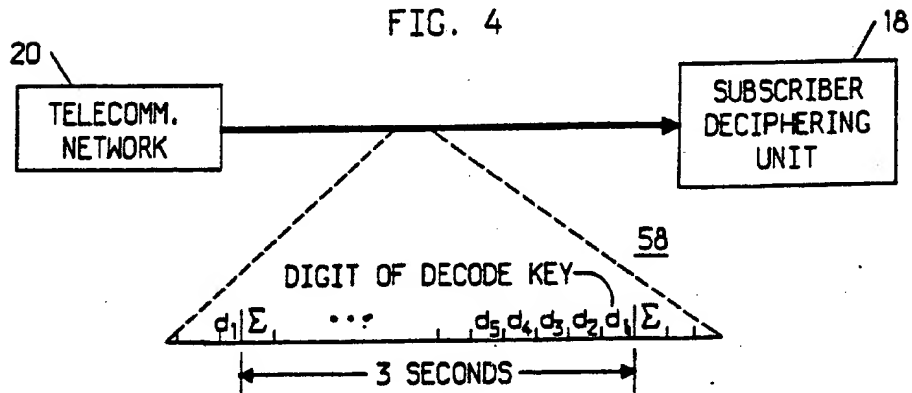 FIG. 4
20
18
TELECOMM.
NETWORK
SUBSCRIBER
DECIPHERING
UNIT
58
DIGIT OF DECODE KEY
d₁ Σ ... d₅ d₄ d₃ d₂ d₁ Σ
3 SECONDS